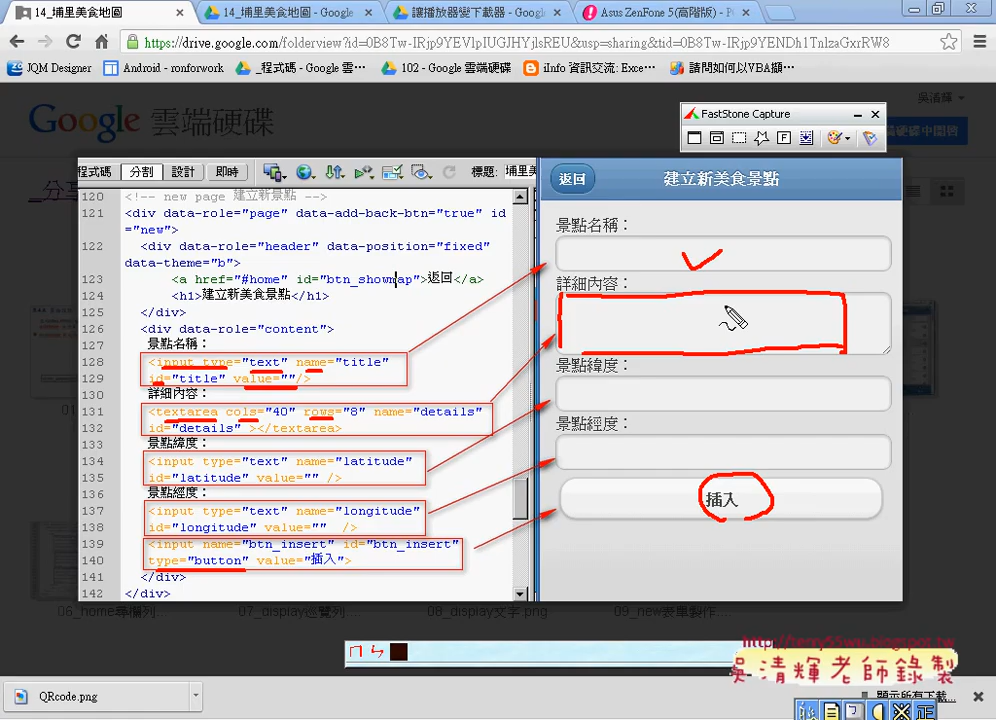 14_埔里美食地圖
14_埔里美食地圖 - Google
讓播放器變下載器 - Googl
Asus ZenFone 5(高階版) - P
https://drive.google.com/folderview?id=0B8Tw-IRjp9YEVlpIUGJHYjlsREU&usp=sharing&tid=0B8Tw-IRjp9YENDh1TnlzaGxrRW8
JQM Designer
Android - ronforwork
_程式碼 - Google 雲…
102 - Google 雲端硬碟
iInfo 資訊交流: Exce…
請問如何以VBA擷…
吳清輝
Google 雲端硬碟
FastStone Capture
程式碼 分割 設計 即時 標題: 埔里美
120 <!-- new page 建立新景點 -->
121 <div data-role="page" data-add-back-btn="true" id
="new">
122 <div data-role="header" data-position="fixed"
data-theme="b">
123 <a href="#home" id="btn_showmap">返回</a>
124 <h1>建立新美食景點</h1>
125 </div>
126 <div data-role="content">
127 景點名稱：
128 <input type="text" name="title"
129 id="title" value=""/>
130 詳細內容：
131 <textarea cols="40" rows="8" name="details"
132 id="details" ></textarea>
133 景點緯度：
134 <input type="text" name="latitude"
135 id="latitude" value="" />
136 景點經度：
137 <input type="text" name="longitude"
138 id="longitude" value="" />
139 <input name="btn_insert" id="btn_insert"
140 type="button" value="插入">
141 </div>
142 </div>
返回
建立新美食景點
景點名稱：
詳細內容：
景點緯度：
景點經度：
插入
06_home尋欄列...
07_display巡覽列....
08_display文字.png
09_new表單製作....
ㄇ ㄣ
http://terry55wu.blogspot.tw
吳清輝老師錄製
QRcode.png
顯示所有下載...